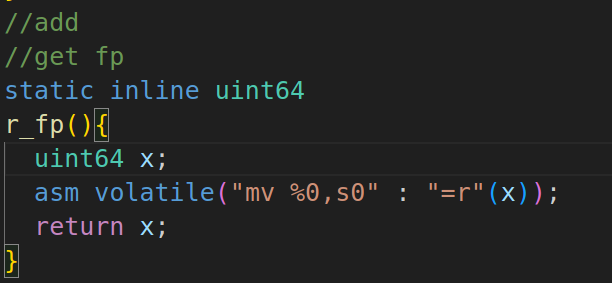 //add
//get fp
static inline uint64
r_fp(){
  uint64 x;
  asm volatile("mv %0,s0" : "=r"(x));
  return x;
}